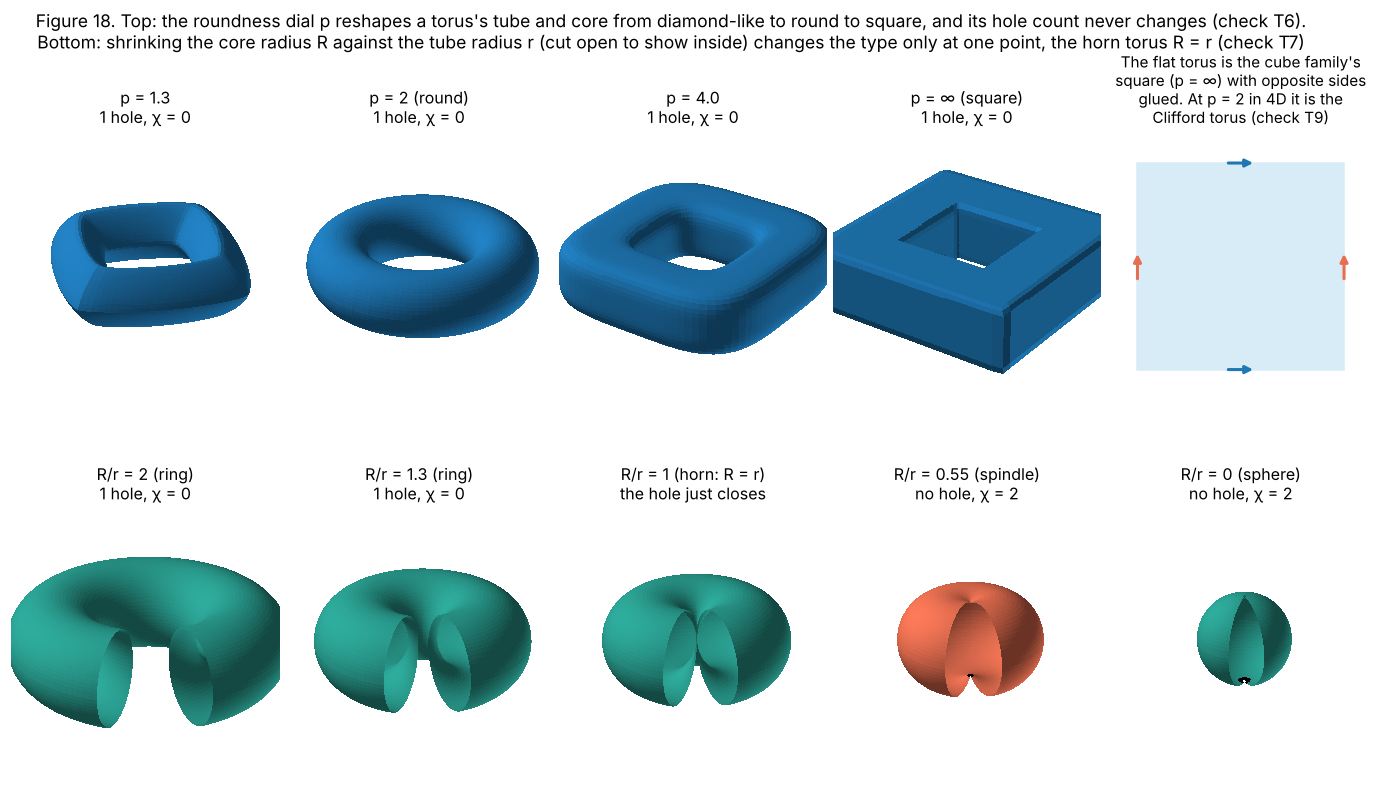 Figure 18. Top: the roundness dial p reshapes a torus's tube and core from diamond-like to round to square, and its hole count never changes (check T6).
Bottom: shrinking the core radius R against the tube radius r (cut open to show inside) changes the type only at one point, the horn torus R = r (check T7)
p = 1.3
1 hole, χ = 0
p = 2 (round)
1 hole, χ = 0
p = 4.0
1 hole, χ = 0
p = ∞ (square)
1 hole, χ = 0
The flat torus is the cube family's
square (p = ∞) with opposite sides
glued. At p = 2 in 4D it is the
Clifford torus (check T9)
R/r = 2 (ring)
1 hole, χ = 0
R/r = 1.3 (ring)
1 hole, χ = 0
R/r = 1 (horn: R = r)
the hole just closes
R/r = 0.55 (spindle)
no hole, χ = 2
R/r = 0 (sphere)
no hole, χ = 2